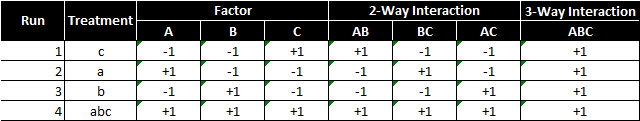 Run Treatment Factor 2-Way Interaction 3-Way Interaction
A B C AB BC AC ABC
1 c -1 -1 +1 +1 -1 -1 +1
2 a +1 -1 -1 -1 +1 -1 +1
3 b -1 +1 -1 -1 -1 +1 +1
4 abc +1 +1 +1 +1 +1 +1 +1